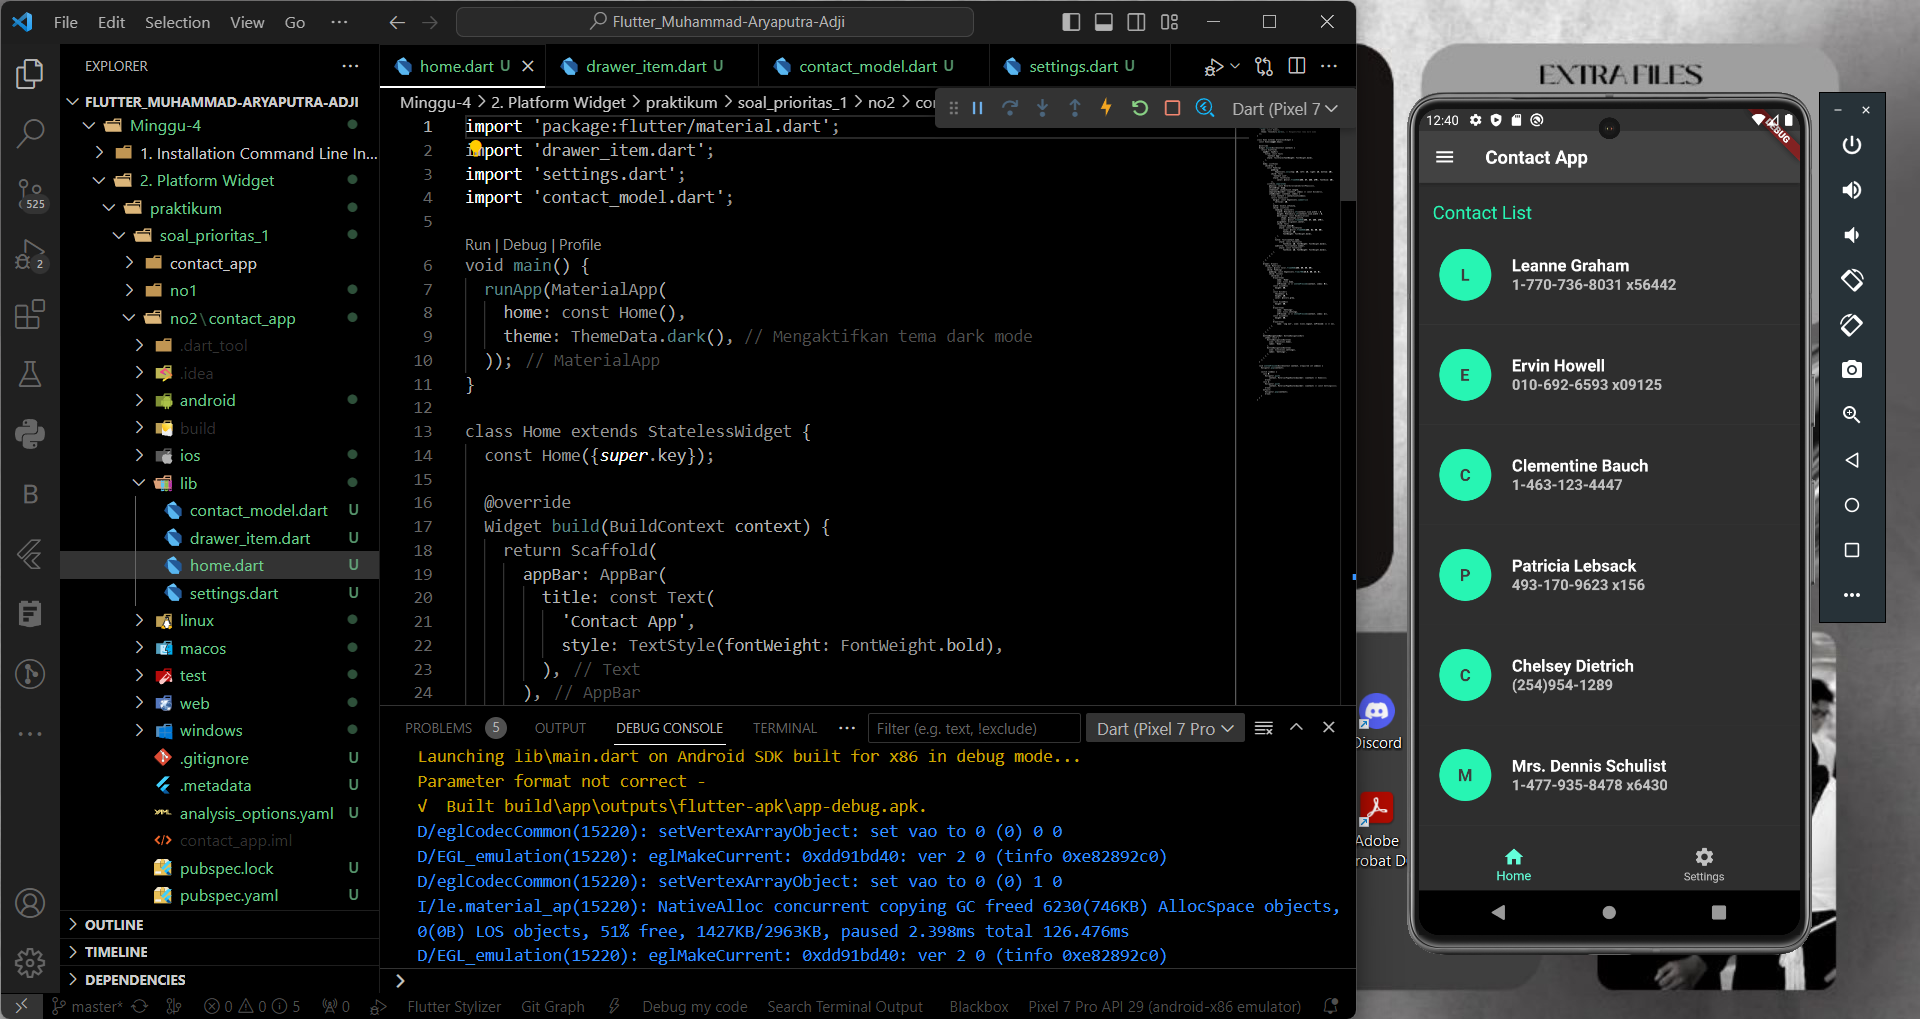 File Edit Selection View Go ···
Flutter_Muhammad-Aryaputra-Adji
EXPLORER
FLUTTER_MUHAMMAD-ARYAPUTRA-ADJI
Minggu-4
1. Installation Command Line In...
2. Platform Widget
praktikum
soal_prioritas_1
contact_app
no1
no2\contact_app
.dart_tool
.idea
android
build
ios
lib
contact_model.dart U
drawer_item.dart U
home.dart U
settings.dart U
linux
macos
test
web
windows
.gitignore U
.metadata U
analysis_options.yaml U
contact_app.iml
pubspec.lock U
pubspec.yaml U
OUTLINE
TIMELINE
DEPENDENCIES
525
2
B
home.dart U
drawer_item.dart U
contact_model.dart U
settings.dart U
Minggu-4 > 2. Platform Widget > praktikum > soal_prioritas_1 > no2 > co
Dart (Pixel 7
1 import 'package:flutter/material.dart';
2 import 'drawer_item.dart';
3 import 'settings.dart';
4 import 'contact_model.dart';
5
Run | Debug | Profile
6 void main() {
7 runApp(MaterialApp(
8 home: const Home(),
9 theme: ThemeData.dark(), // Mengaktifkan tema dark mode
10 )); // MaterialApp
11 }
12
13 class Home extends StatelessWidget {
14 const Home({super.key});
15
16 @override
17 Widget build(BuildContext context) {
18 return Scaffold(
19 appBar: AppBar(
20 title: const Text(
21 'Contact App',
22 style: TextStyle(fontWeight: FontWeight.bold),
23 ), // Text
24 ), // AppBar
PROBLEMS 5 OUTPUT DEBUG CONSOLE TERMINAL ··· Filter (e.g. text, !exclude) Dart (Pixel 7 Pro
Launching lib\main.dart on Android SDK built for x86 in debug mode...
Parameter format not correct -
√ Built build\app\outputs\flutter-apk\app-debug.apk.
D/eglCodecCommon(15220): setVertexArrayObject: set vao to 0 (0) 0 0
D/EGL_emulation(15220): eglMakeCurrent: 0xdd91bd40: ver 2 0 (tinfo 0xe82892c0)
D/eglCodecCommon(15220): setVertexArrayObject: set vao to 0 (0) 1 0
I/le.material_ap(15220): NativeAlloc concurrent copying GC freed 6230(746KB) AllocSpace objects,
0(0B) LOS objects, 51% free, 1427KB/2963KB, paused 2.398ms total 126.476ms
D/EGL_emulation(15220): eglMakeCurrent: 0xdd91bd40: ver 2 0 (tinfo 0xe82892c0)
master* 0 0 5 0 Flutter Stylizer Git Graph Debug my code Search Terminal Output Blackbox Pixel 7 Pro API 29 (android-x86 emulator)
EXTRA FILES
12:40
DEBUG
Contact App
Contact List
L
Leanne Graham
1-770-736-8031 x56442
E
Ervin Howell
010-692-6593 x09125
C
Clementine Bauch
1-463-123-4447
P
Patricia Lebsack
493-170-9623 x156
C
Chelsey Dietrich
(254)954-1289
M
Mrs. Dennis Schulist
1-477-935-8478 x6430
Home
Settings
Discord
Adobe
robat D